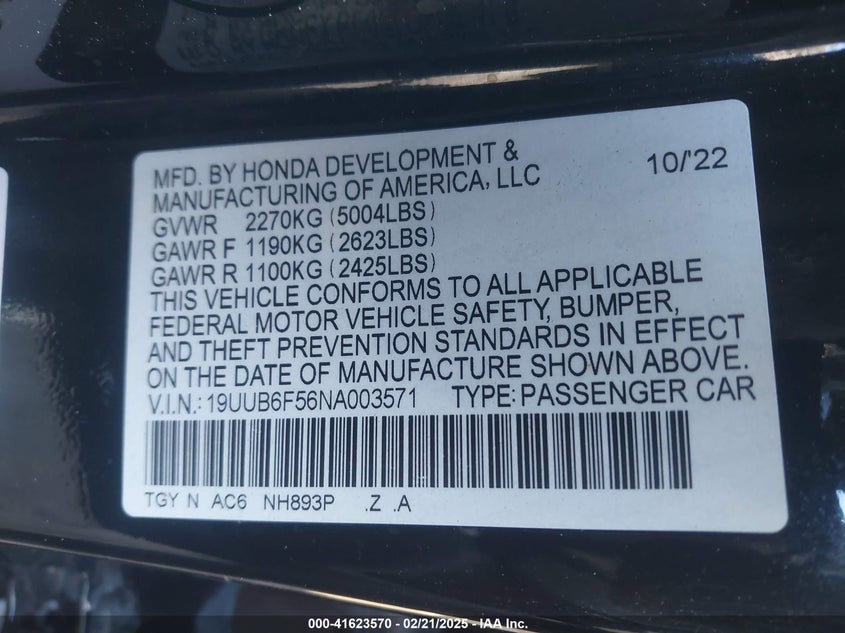 MFD. BY HONDA DEVELOPMENT &
MANUFACTURING OF AMERICA, LLC 10/'22
GVWR 2270KG (5004LBS)
GAWR F 1190KG (2623LBS)
GAWR R 1100KG (2425LBS)
THIS VEHICLE CONFORMS TO ALL APPLICABLE
FEDERAL MOTOR VEHICLE SAFETY, BUMPER,
AND THEFT PREVENTION STANDARDS IN EFFECT
ON THE DATE OF MANUFACTURE SHOWN ABOVE.
V.I.N.: 19UUB6F56NA003571 TYPE: PASSENGER CAR
TGY N AC6 NH893P .Z .A
000-41623570 - 02/21/2025 - IAA Inc.